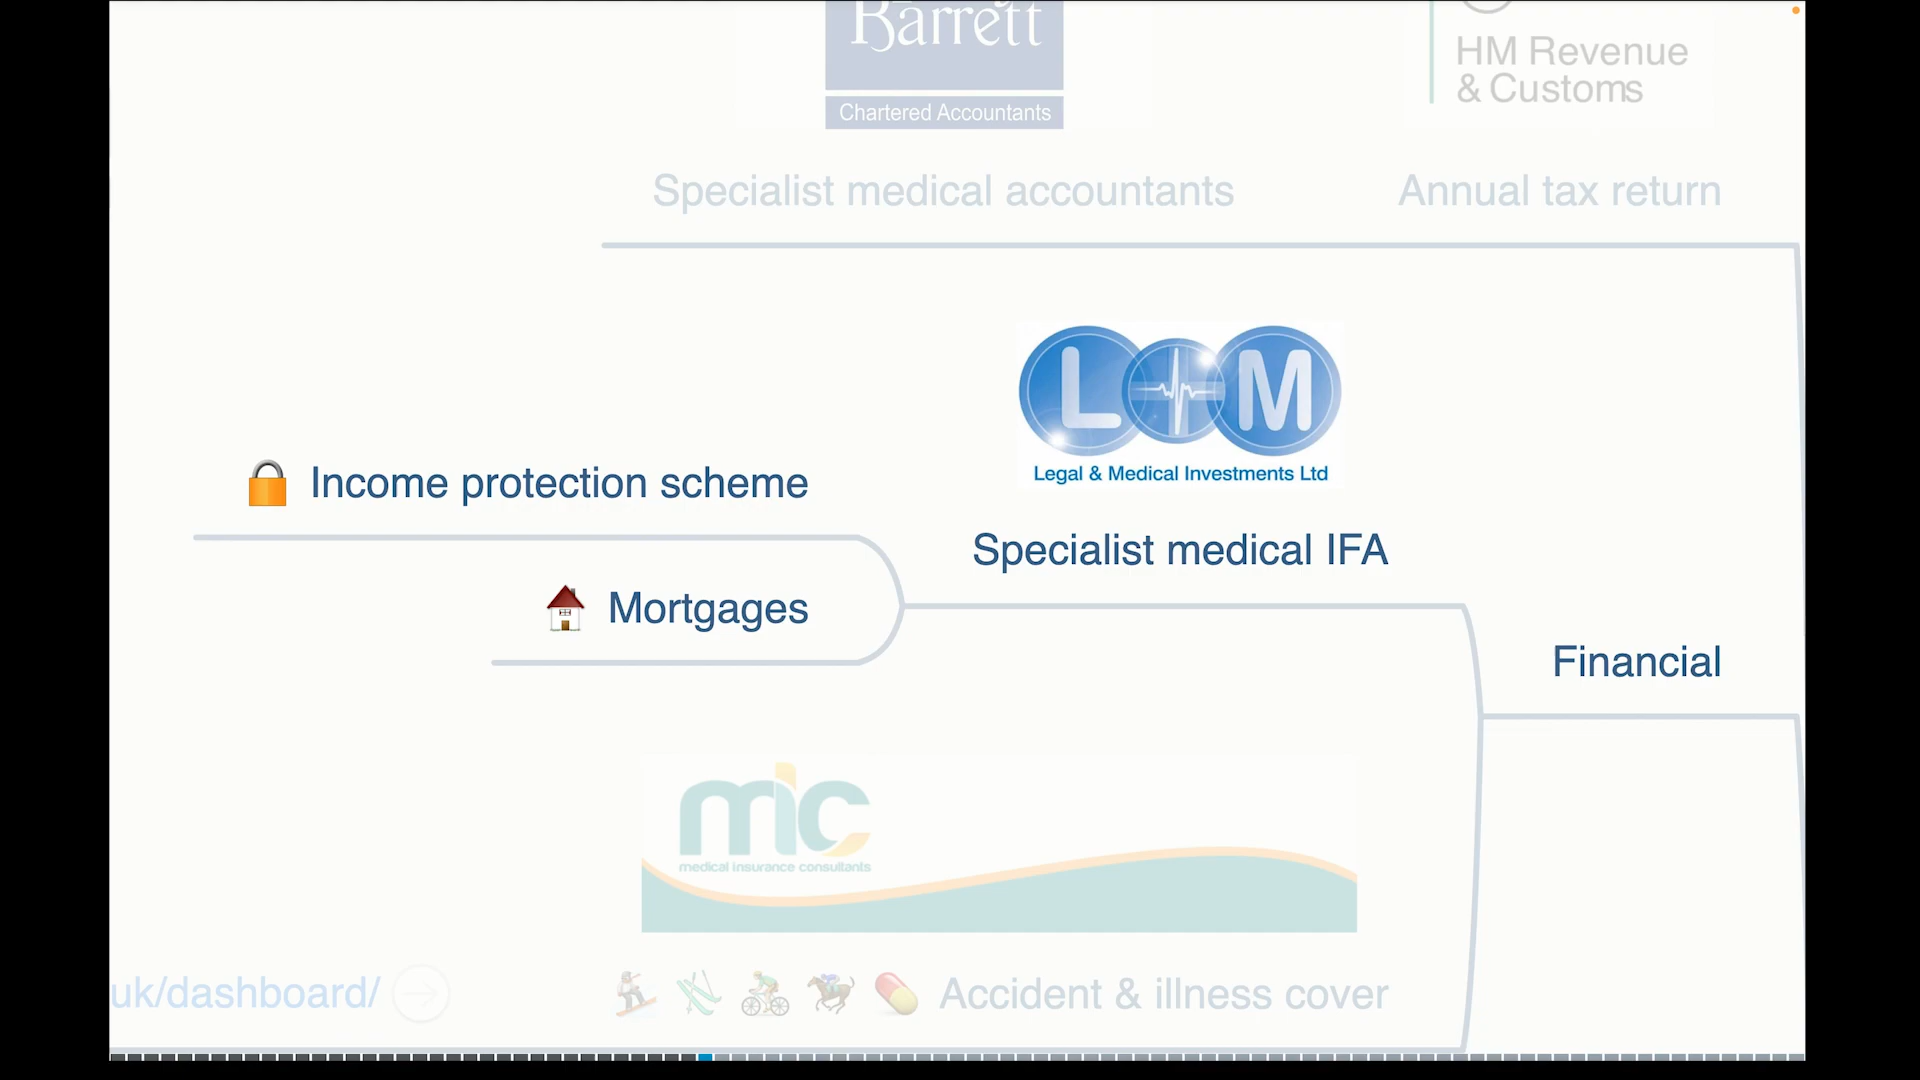 Barrett
Chartered Accountants
HM Revenue
& Customs
Specialist medical accountants
Annual tax return
L M
Legal & Medical Investments Ltd
Income protection scheme
Specialist medical IFA
Mortgages
Financial
mic
medical insurance consultants
uk/dashboard/
Accident & illness cover